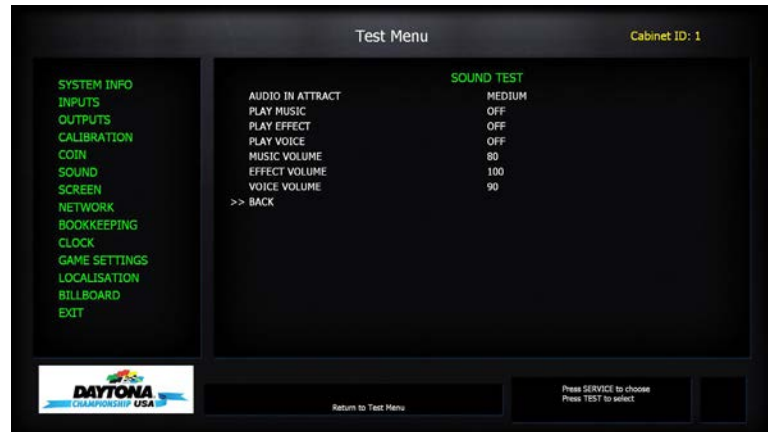 Test Menu
Cabinet ID: 1
SYSTEM INFO
INPUTS
OUTPUTS
CALIBRATION
COIN
SOUND
SCREEN
NETWORK
BOOKKEEPING
CLOCK
GAME SETTINGS
LOCALISATION
BILLBOARD
EXIT
SOUND TEST
AUDIO IN ATTRACT MEDIUM
PLAY MUSIC OFF
PLAY EFFECT OFF
PLAY VOICE OFF
MUSIC VOLUME 80
EFFECT VOLUME 100
VOICE VOLUME 90
>> BACK
DAYTONA
CHAMPIONSHIP USA
Return to Test Menu
Press SERVICE to choose
Press TEST to select